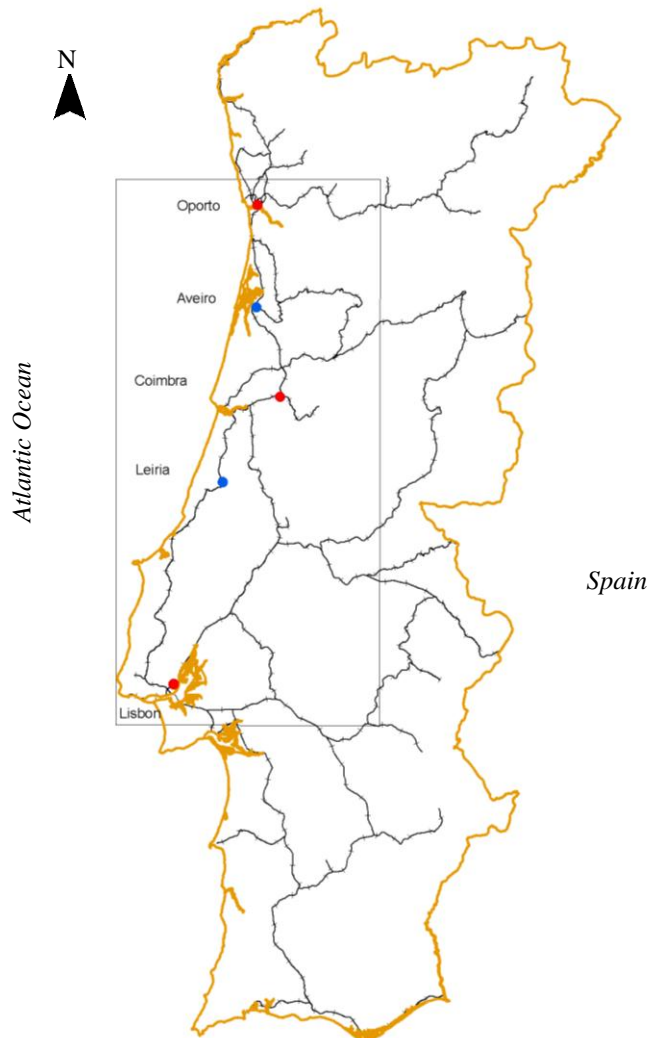 N
Oporto
Aveiro
Coimbra
Atlantic Ocean
Leiria
Spain
Lisbon